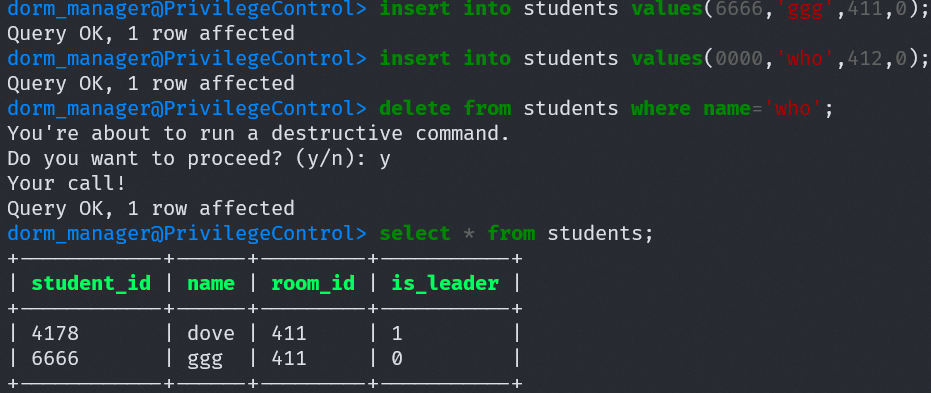 dorm_manager@PrivilegeControl> insert into students values(6666,'ggg',411,0);
Query OK, 1 row affected
dorm_manager@PrivilegeControl> insert into students values(0000,'who',412,0);
Query OK, 1 row affected
dorm_manager@PrivilegeControl> delete from students where name='who';
You're about to run a destructive command.
Do you want to proceed? (y/n): y
Your call!
Query OK, 1 row affected
dorm_manager@PrivilegeControl> select * from students;
+------------+------+---------+-----------+
| student_id | name | room_id | is_leader |
+------------+------+---------+-----------+
| 4178       | dove | 411     | 1         |
| 6666       | ggg  | 411     | 0         |
+------------+------+---------+-----------+